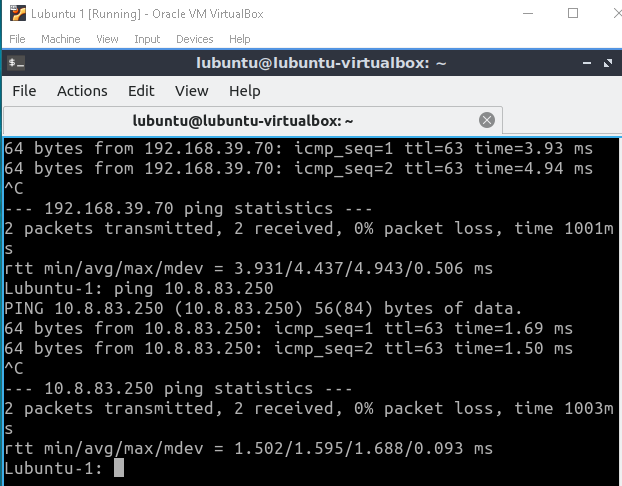 Lubuntu 1 [Running] - Oracle VM VirtualBox
File Machine View Input Devices Help
lubuntu@lubuntu-virtualbox: ~
File Actions Edit View Help
lubuntu@lubuntu-virtualbox: ~
64 bytes from 192.168.39.70: icmp_seq=1 ttl=63 time=3.93 ms
64 bytes from 192.168.39.70: icmp_seq=2 ttl=63 time=4.94 ms
^C
--- 192.168.39.70 ping statistics ---
2 packets transmitted, 2 received, 0% packet loss, time 1001m
s
rtt min/avg/max/mdev = 3.931/4.437/4.943/0.506 ms
Lubuntu-1: ping 10.8.83.250
PING 10.8.83.250 (10.8.83.250) 56(84) bytes of data.
64 bytes from 10.8.83.250: icmp_seq=1 ttl=63 time=1.69 ms
64 bytes from 10.8.83.250: icmp_seq=2 ttl=63 time=1.50 ms
^C
--- 10.8.83.250 ping statistics ---
2 packets transmitted, 2 received, 0% packet loss, time 1003m
s
rtt min/avg/max/mdev = 1.502/1.595/1.688/0.093 ms
Lubuntu-1: